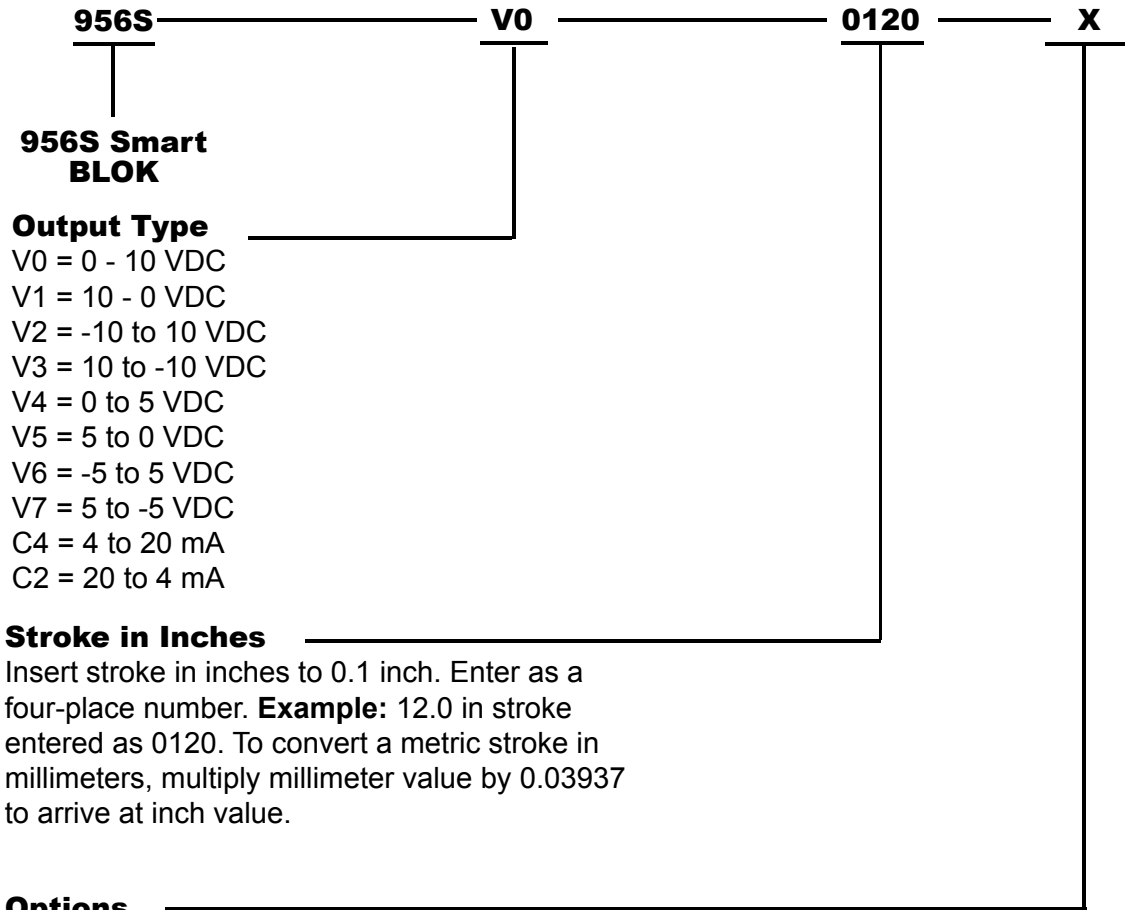 956S V0 0120 X
956S Smart
BLOK
Output Type
V0 = 0 - 10 VDC
V1 = 10 - 0 VDC
V2 = -10 to 10 VDC
V3 = 10 to -10 VDC
V4 = 0 to 5 VDC
V5 = 5 to 0 VDC
V6 = -5 to 5 VDC
V7 = 5 to -5 VDC
C4 = 4 to 20 mA
C2 = 20 to 4 mA
Stroke in Inches
Insert stroke in inches to 0.1 inch. Enter as a
four-place number. Example: 12.0 in stroke
entered as 0120. To convert a metric stroke in
millimeters, multiply millimeter value by 0.03937
to arrive at inch value.
Options